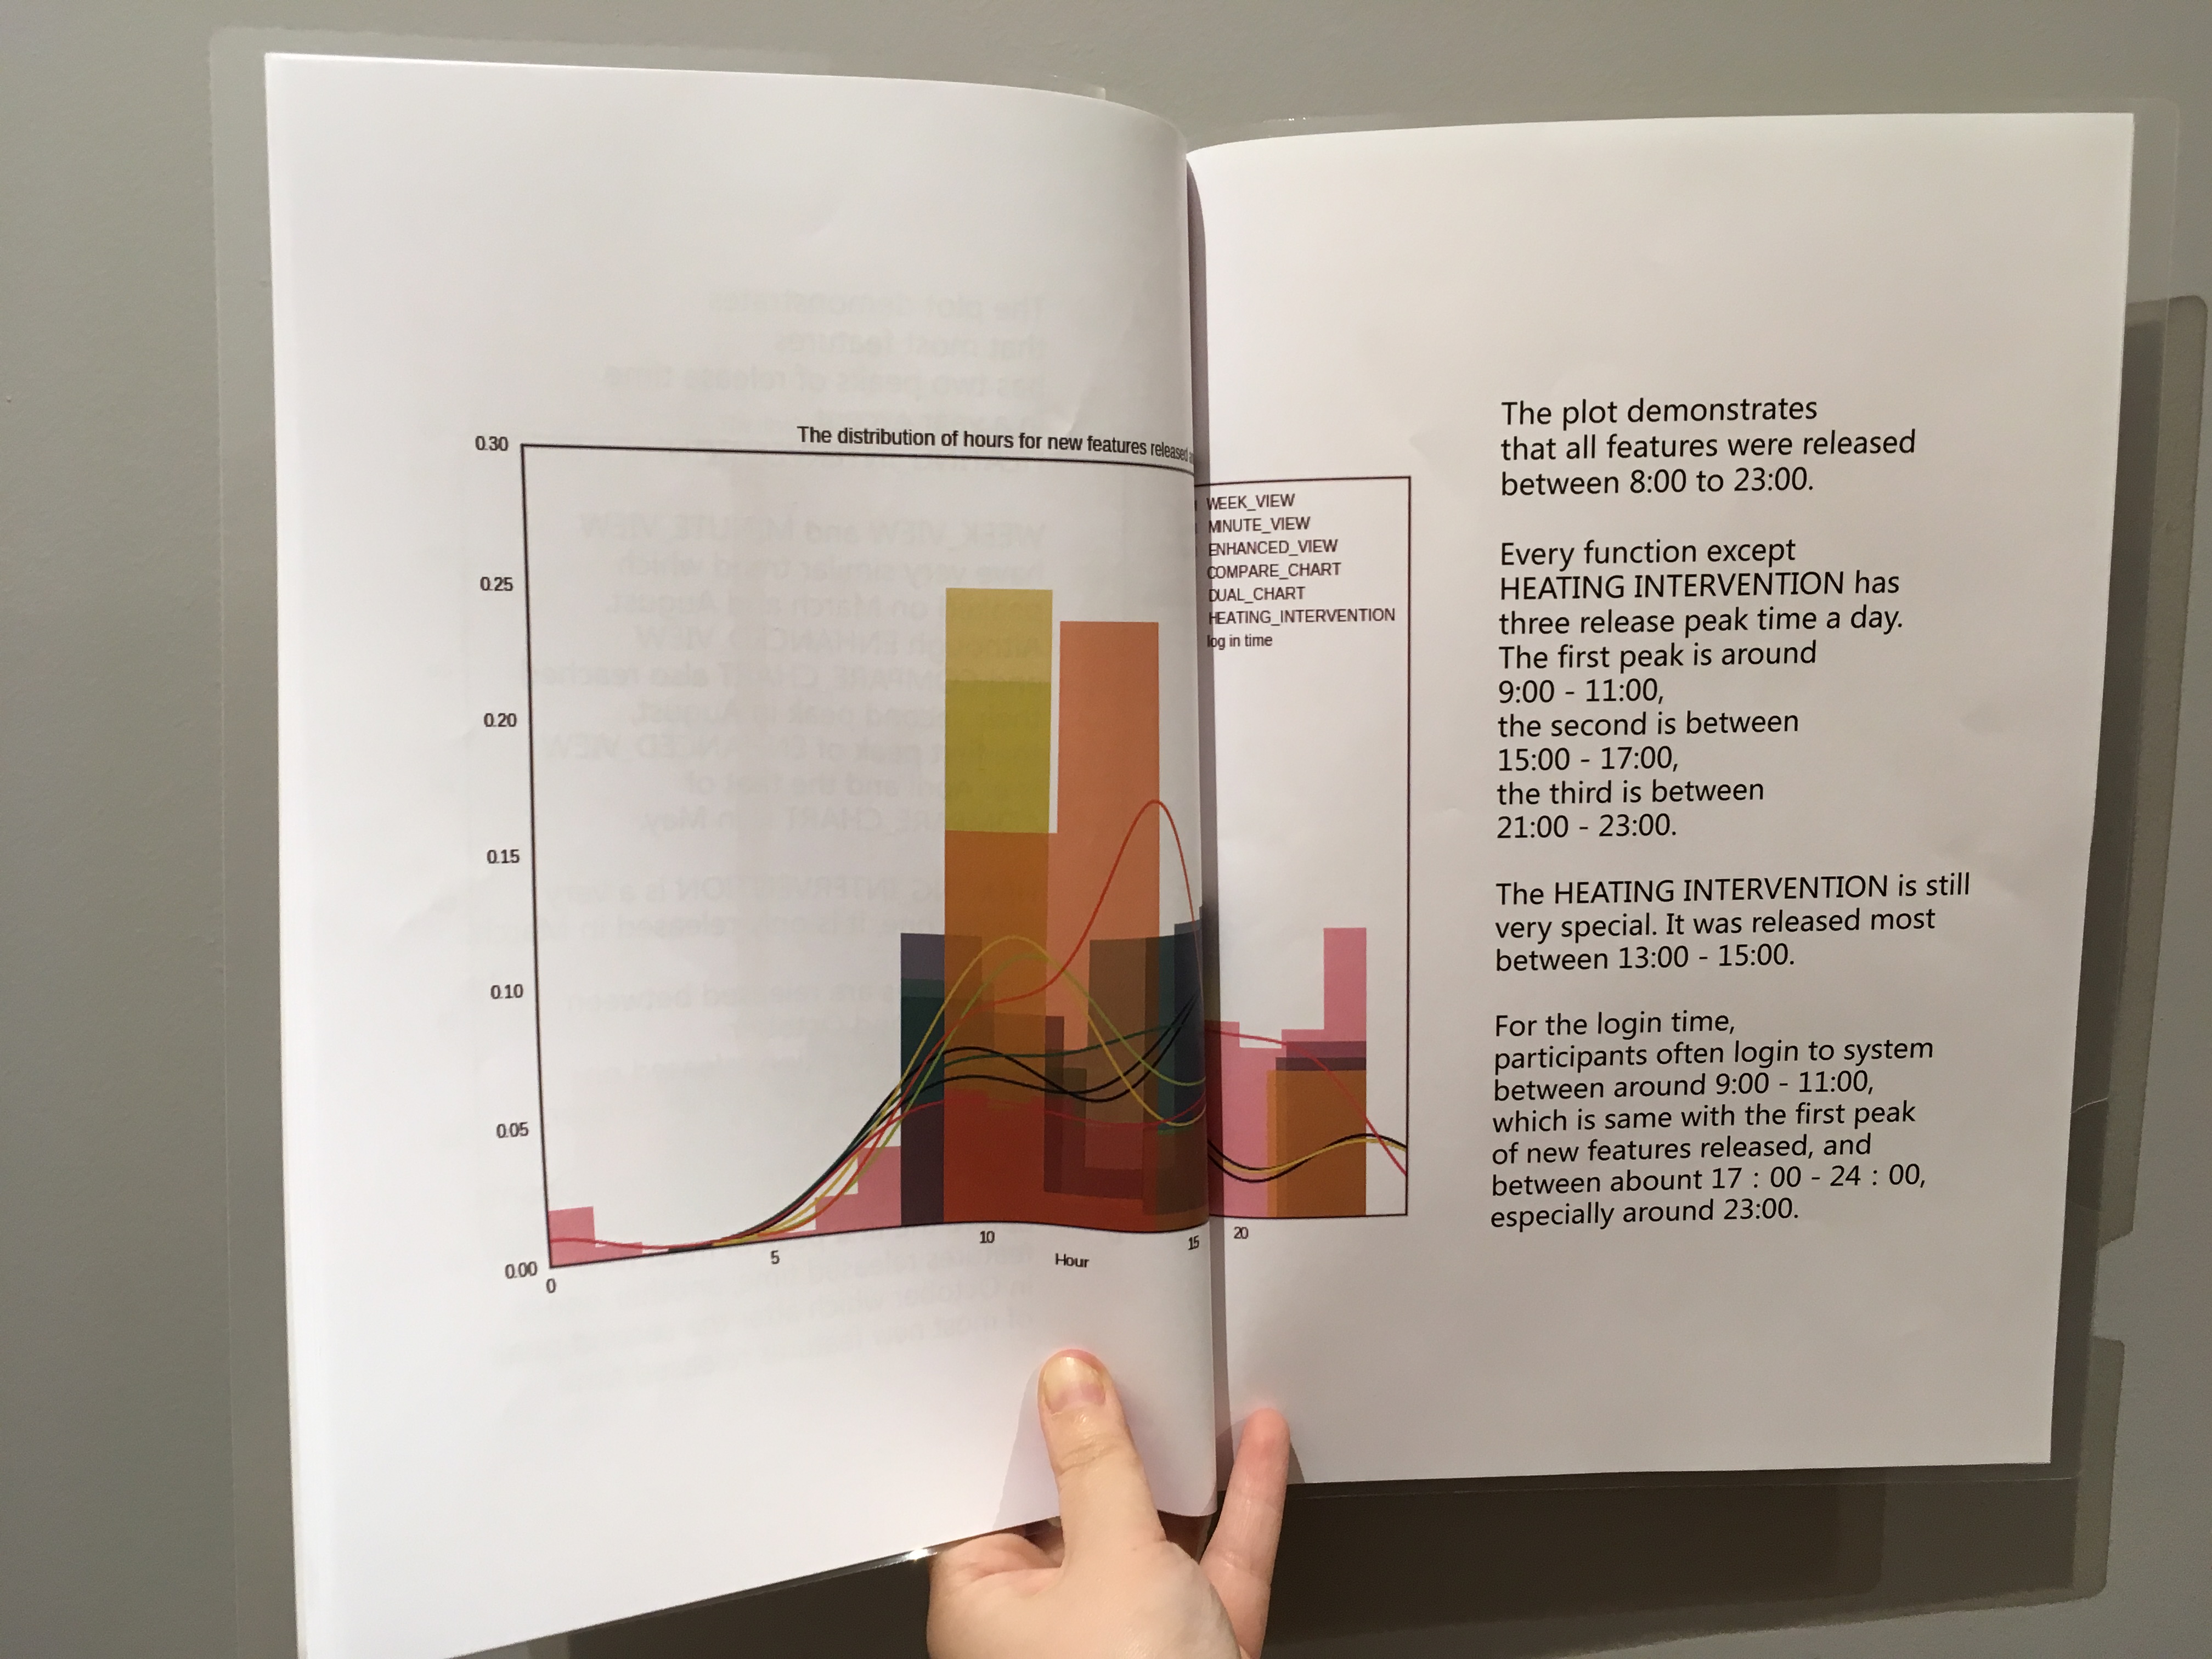 The distribution of hours for new features released
0.30
0.25
0.20
0.15
0.10
0.05
0.00
0
5
10
15
20
Hour
WEEK_VIEW
MINUTE_VIEW
ENHANCED_VIEW
COMPARE_CHART
DUAL_CHART
HEATING_INTERVENTION
log in time
The plot demonstrates
that all features were released
between 8:00 to 23:00.
Every function except
HEATING INTERVENTION has
three release peak time a day.
The first peak is around
9:00 - 11:00,
the second is between
15:00 - 17:00,
the third is between
21:00 - 23:00.
The HEATING INTERVENTION is still
very special. It was released most
between 13:00 - 15:00.
For the login time,
participants often login to system
between around 9:00 - 11:00,
which is same with the first peak
of new features released, and
between abount 17 : 00 - 24 : 00,
especially around 23:00.